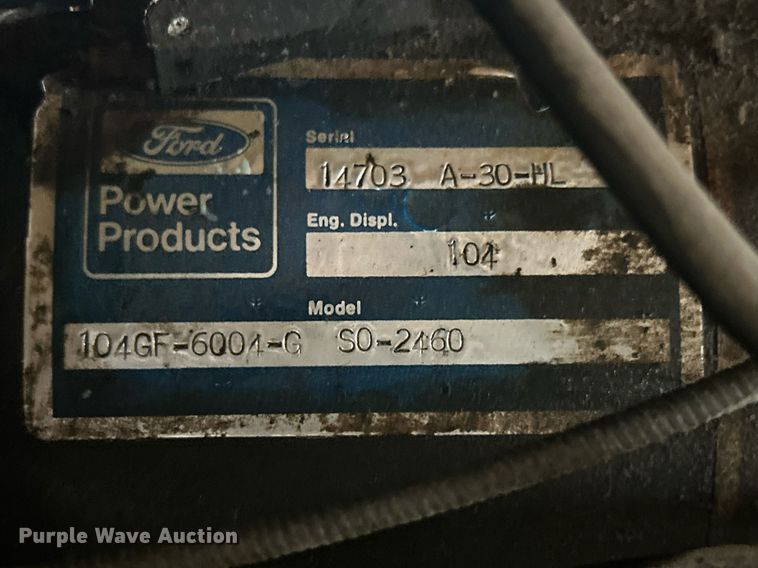 Ford
Power
Products
Serial
14703 A-30-HL
Eng. Displ.
104
Model
104GF-6004-G SO-2460
Purple Wave Auction